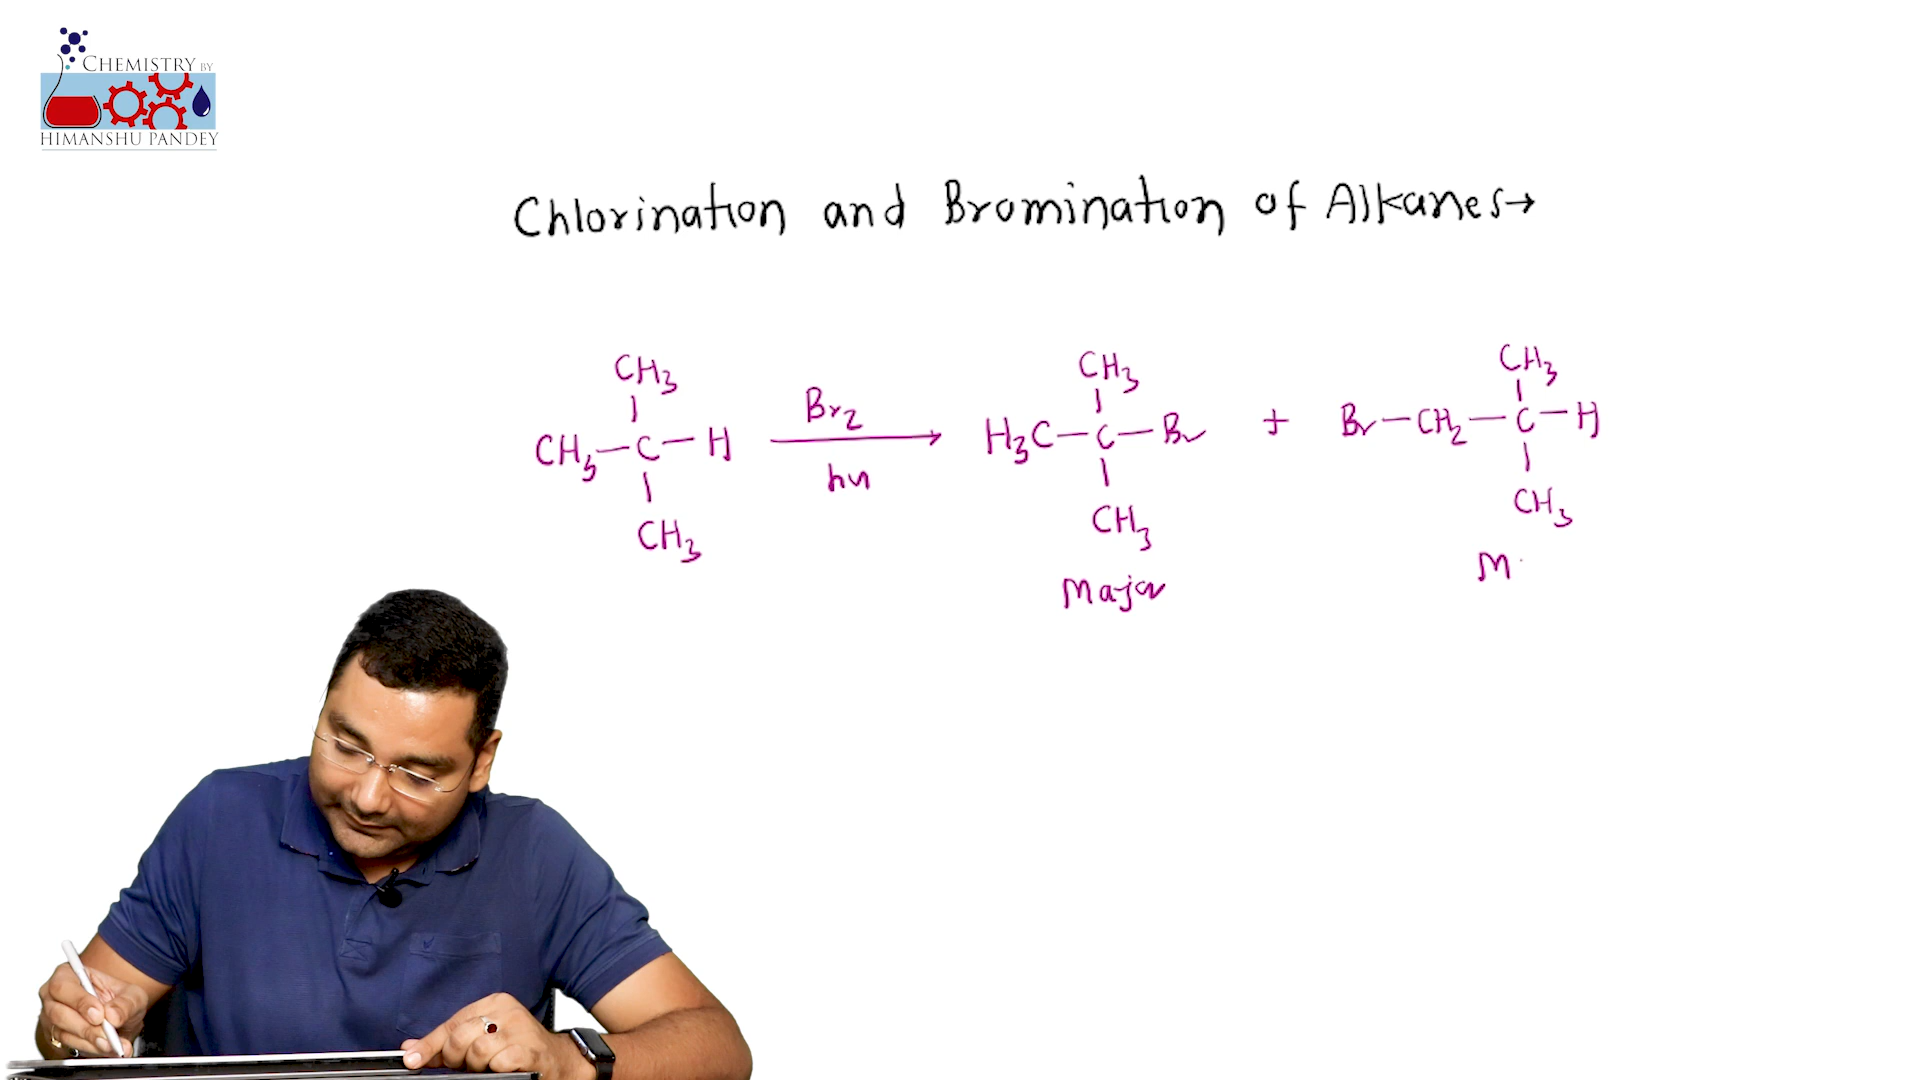 CHEMISTRY BY
HIMANSHU PANDEY
Chlorination and Bromination of Alkanes→
CH3 CH3 CH3
CH3—C—H Br2 hν H3C—C—Br + Br—CH2—C—H
CH3 CH3 CH3
Major M